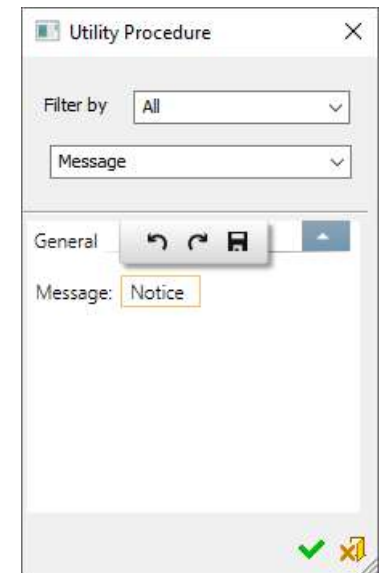 Utility Procedure
Filter by All
Message
General
Message: Notice